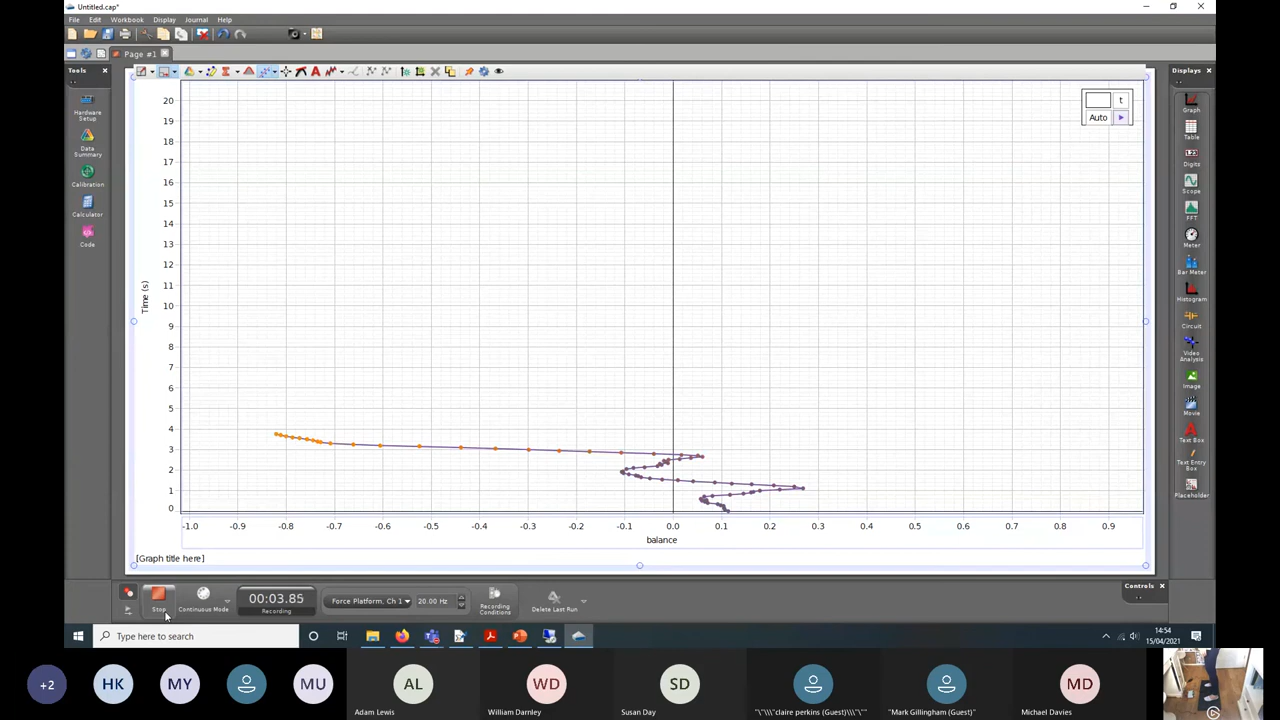 Untitled.cap*
File Edit Workbook Display Journal Help
Page #1
Tools
Hardware
Setup
Data
Summary
Calibration
Calculator
Code
Time (s)
20
19
18
17
16
15
14
13
12
11
10
9
8
7
6
5
4
3
2
1
0
-1.0 -0.9 -0.8 -0.7 -0.6 -0.5 -0.4 -0.3 -0.2 -0.1 0.0 0.1 0.2 0.3 0.4 0.5 0.6 0.7 0.8 0.9
balance
[Graph title here]
t
Auto
Displays
Graph
Table
1.23
Digits
Scope
FFT
Meter
Bar Meter
Histogram
Circuit
Video
Analysis
Image
Movie
Text Box
Text Entry
Box
Placeholder
Stop
Continuous Mode
00:03.85
Recording
Force Platform, Ch 1
20.00 Hz
Recording
Conditions
Delete Last Run
Controls
Type here to search
14:54
15/04/2021
+2
HK
MY
MU
AL
Adam Lewis
WD
William Darnley
SD
Susan Day
"\"\\\"claire perkins (Guest)\\\"\"
"Mark Gillingham (Guest)"
MD
Michael Davies